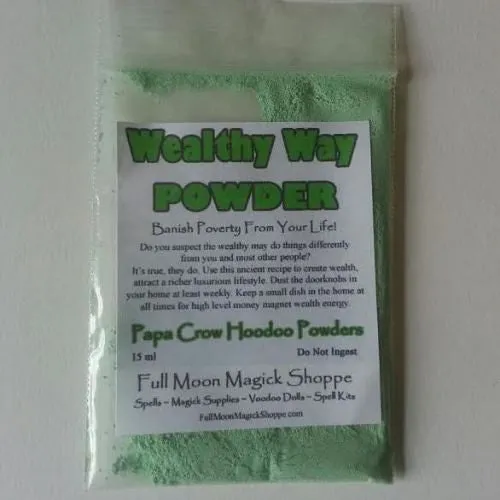 Wealthy Way
POWDER
Banish Poverty From Your Life!
Do you suspect the wealthy may do things differently
from you and most other people?
It's true, they do. Use this ancient recipe to create wealth,
attract a richer luxurious lifestyle. Dust the doorknobs in
your home at least weekly. Keep a small dish in the home at
all times for high level money magnet wealth energy.
Papa Crow Hoodoo Powders
15 ml Do Not Ingest
Full Moon Magick Shoppe
Spells ~ Magick Supplies ~ Voodoo Dolls ~ Spell Kits
FullMoonMagickShoppe.com